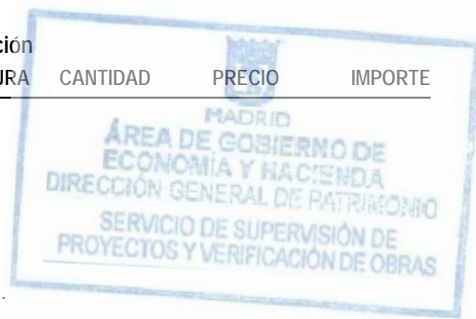 ción
URA CANTIDAD PRECIO IMPORTE
MADRID
ÁREA DE GOBIERNO DE
ECONOMÍA Y HACIENDA
DIRECCIÓN GENERAL DE PATRIMONIO
SERVICIO DE SUPERVISIÓN DE
PROYECTOS Y VERIFICACIÓN DE OBRAS